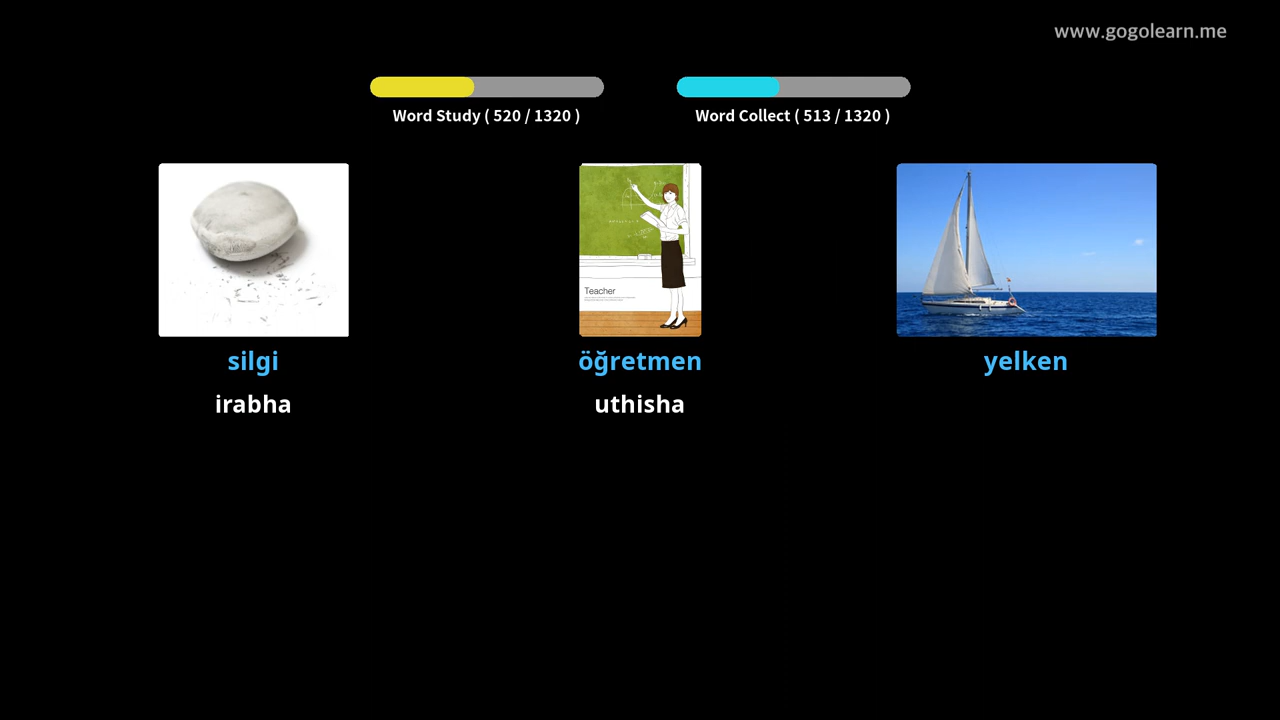 www.gogolearn.me
Word Study ( 520 / 1320 )
Word Collect ( 513 / 1320 )
Teacher
silgi
öğretmen
yelken
irabha
uthisha